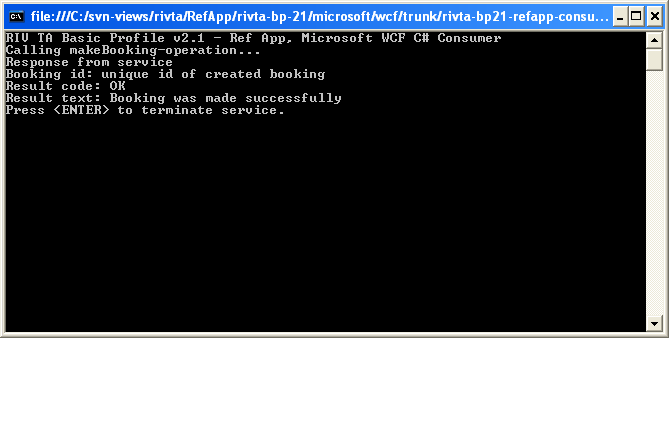 file:///C:/svn-views/rivta/RefApp/rivta-bp-21/microsoft/wcf/trunk/rivta-bp21-refapp-consu...
RIV TA Basic Profile v2.1 - Ref App, Microsoft WCF C# Consumer
Calling makeBooking-operation...
Response from service
Booking id: unique id of created booking
Result code: OK
Result text: Booking was made successfully
Press <ENTER> to terminate service.